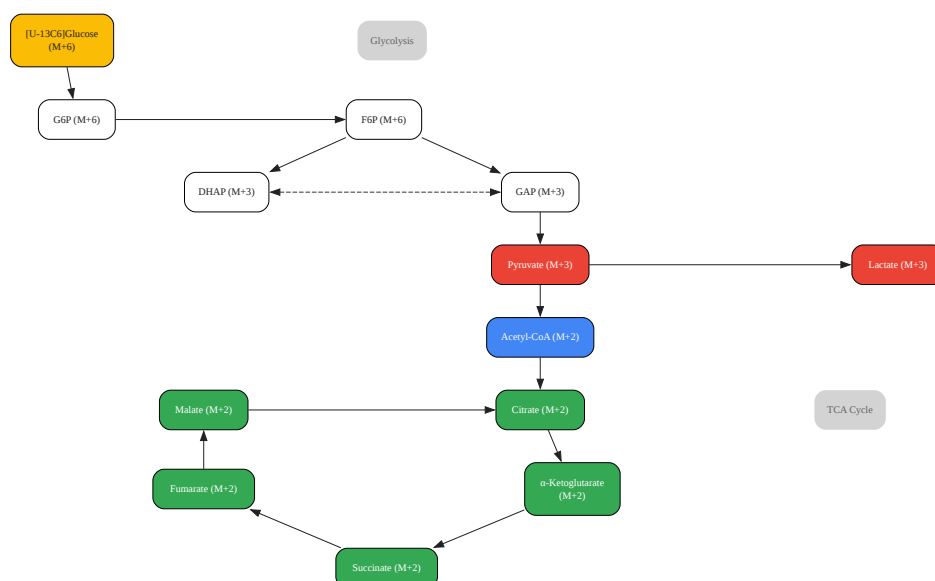 [U-13C6]Glucose
(M+6)
Glycolysis
G6P (M+6)
F6P (M+6)
DHAP (M+3)
GAP (M+3)
Pyruvate (M+3)
Lactate (M+3)
Acetyl-CoA (M+2)
Malate (M+2)
Citrate (M+2)
TCA Cycle
α-Ketoglutarate
(M+2)
Fumarate (M+2)
Succinate (M+2)